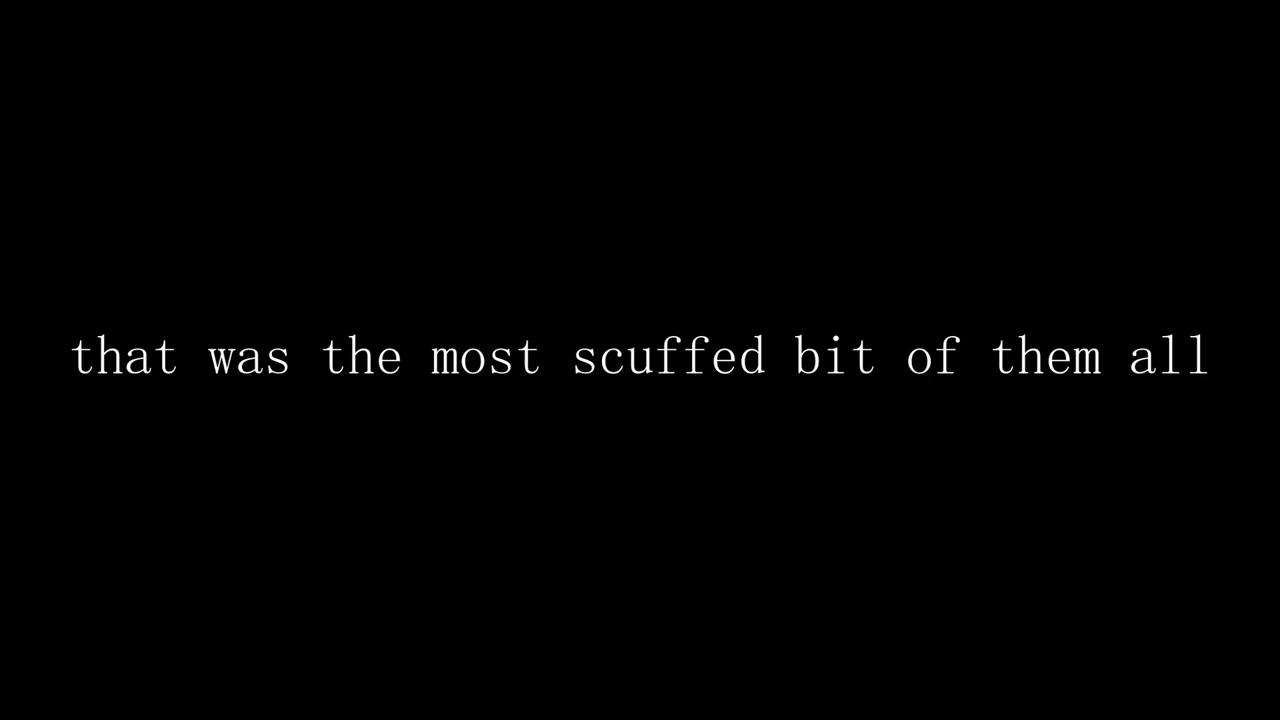 that was the most scuffed bit of them all